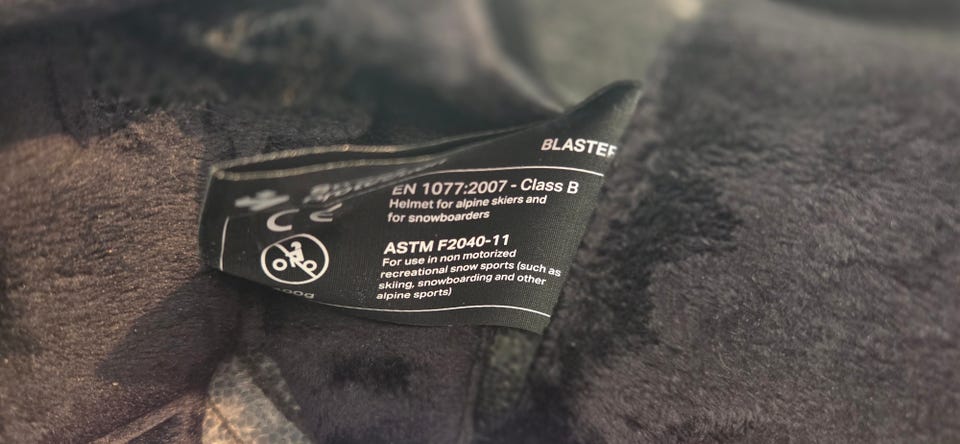 BLASTER
EN 1077:2007 - Class B
Helmet for alpine skiers and
for snowboarders
CE
ASTM F2040-11
For use in non motorized
recreational snow sports (such as
skiing, snowboarding and other
alpine sports)